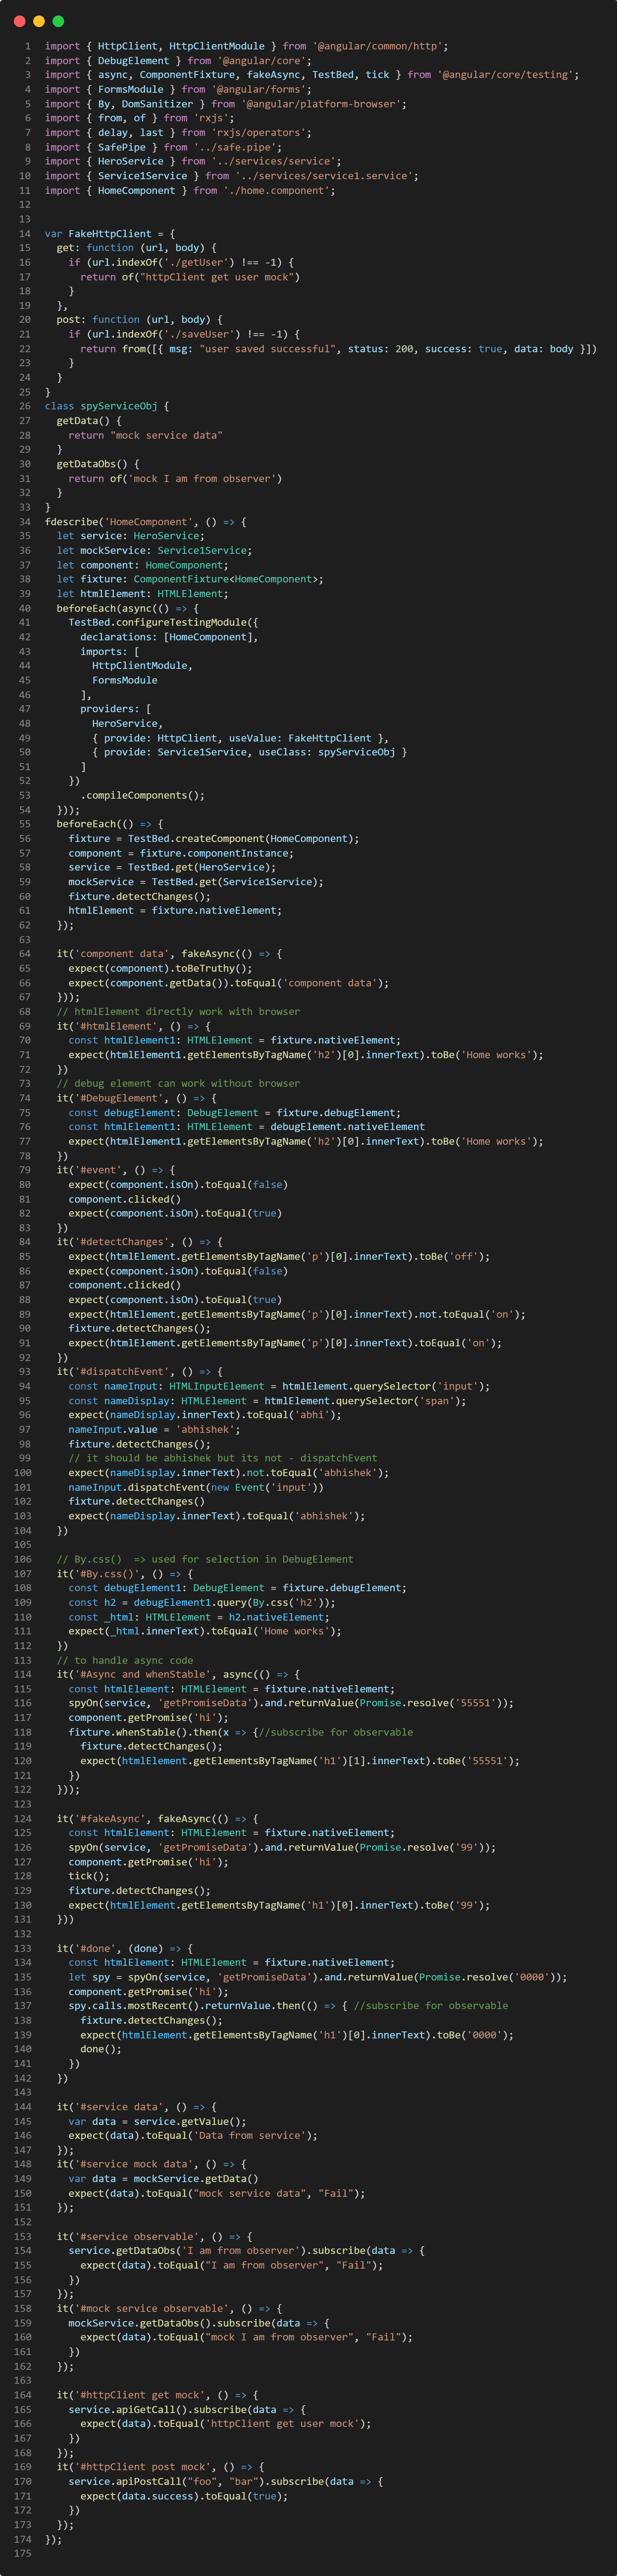 1 import { HttpClient, HttpClientModule } from '@angular/common/http';
2 import { DebugElement } from '@angular/core';
3 import { async, ComponentFixture, fakeAsync, TestBed, tick } from '@angular/core/testing';
4 import { FormsModule } from '@angular/forms';
5 import { By, DomSanitizer } from '@angular/platform-browser';
6 import { from, of } from 'rxjs';
7 import { delay, last } from 'rxjs/operators';
8 import { SafePipe } from '../safe.pipe';
9 import { HeroService } from '../services/service';
10 import { Service1Service } from '../services/service1.service';
11 import { HomeComponent } from './home.component';
12
13
14 var FakeHttpClient = {
15   get: function (url, body) {
16     if (url.indexOf('./getUser') !== -1) {
17       return of("httpClient get user mock")
18     }
19   },
20   post: function (url, body) {
21     if (url.indexOf('./saveUser') !== -1) {
22       return from([{ msg: "user saved successful", status: 200, success: true, data: body }])
23     }
24   }
25 }
26 class spyServiceObj {
27   getData() {
28     return "mock service data"
29   }
30   getDataObs() {
31     return of('mock I am from observer')
32   }
33 }
34 fdescribe('HomeComponent', () => {
35   let service: HeroService;
36   let mockService: Service1Service;
37   let component: HomeComponent;
38   let fixture: ComponentFixture<HomeComponent>;
39   let htmlElement: HTMLElement;
40   beforeEach(async(() => {
41     TestBed.configureTestingModule({
42       declarations: [HomeComponent],
43       imports: [
44         HttpClientModule,
45         FormsModule
46       ],
47       providers: [
48         HeroService,
49         { provide: HttpClient, useValue: FakeHttpClient },
50         { provide: Service1Service, useClass: spyServiceObj }
51       ]
52     })
53       .compileComponents();
54   }));
55   beforeEach(() => {
56     fixture = TestBed.createComponent(HomeComponent);
57     component = fixture.componentInstance;
58     service = TestBed.get(HeroService);
59     mockService = TestBed.get(Service1Service);
60     fixture.detectChanges();
61     htmlElement = fixture.nativeElement;
62   });
63
64   it('component data', fakeAsync(() => {
65     expect(component).toBeTruthy();
66     expect(component.getData()).toEqual('component data');
67   }));
68   // htmlElement directly work with browser
69   it('#htmlElement', () => {
70     const htmlElement1: HTMLElement = fixture.nativeElement;
71     expect(htmlElement1.getElementsByTagName('h2')[0].innerText).toBe('Home works');
72   })
73   // debug element can work without browser
74   it('#DebugElement', () => {
75     const debugElement: DebugElement = fixture.debugElement;
76     const htmlElement1: HTMLElement = debugElement.nativeElement
77     expect(htmlElement1.getElementsByTagName('h2')[0].innerText).toBe('Home works');
78   })
79   it('#event', () => {
80     expect(component.isOn).toEqual(false)
81     component.clicked()
82     expect(component.isOn).toEqual(true)
83   })
84   it('#detectChanges', () => {
85     expect(htmlElement.getElementsByTagName('p')[0].innerText).toBe('off');
86     expect(component.isOn).toEqual(false)
87     component.clicked()
88     expect(component.isOn).toEqual(true)
89     expect(htmlElement.getElementsByTagName('p')[0].innerText).not.toEqual('on');
90     fixture.detectChanges();
91     expect(htmlElement.getElementsByTagName('p')[0].innerText).toEqual('on');
92   })
93   it('#dispatchEvent', () => {
94     const nameInput: HTMLInputElement = htmlElement.querySelector('input');
95     const nameDisplay: HTMLElement = htmlElement.querySelector('span');
96     expect(nameDisplay.innerText).toEqual('abhi');
97     nameInput.value = 'abhishek';
98     fixture.detectChanges();
99     // it should be abhishek but its not - dispatchEvent
100     expect(nameDisplay.innerText).not.toEqual('abhishek');
101     nameInput.dispatchEvent(new Event('input'))
102     fixture.detectChanges()
103     expect(nameDisplay.innerText).toEqual('abhishek');
104   })
105
106   // By.css()  => used for selection in DebugElement
107   it('#By.css()', () => {
108     const debugElement1: DebugElement = fixture.debugElement;
109     const h2 = debugElement1.query(By.css('h2'));
110     const _html: HTMLElement = h2.nativeElement;
111     expect(_html.innerText).toEqual('Home works');
112   })
113   // to handle async code
114   it('#Async and whenStable', async(() => {
115     const htmlElement: HTMLElement = fixture.nativeElement;
116     spyOn(service, 'getPromiseData').and.returnValue(Promise.resolve('55551'));
117     component.getPromise('hi');
118     fixture.whenStable().then(x => {//subscribe for observable
119       fixture.detectChanges();
120       expect(htmlElement.getElementsByTagName('h1')[1].innerText).toBe('55551');
121     })
122   }));
123
124   it('#fakeAsync', fakeAsync(() => {
125     const htmlElement: HTMLElement = fixture.nativeElement;
126     spyOn(service, 'getPromiseData').and.returnValue(Promise.resolve('99'));
127     component.getPromise('hi');
128     tick();
129     fixture.detectChanges();
130     expect(htmlElement.getElementsByTagName('h1')[0].innerText).toBe('99');
131   }))
132
133   it('#done', (done) => {
134     const htmlElement: HTMLElement = fixture.nativeElement;
135     let spy = spyOn(service, 'getPromiseData').and.returnValue(Promise.resolve('0000'));
136     component.getPromise('hi');
137     spy.calls.mostRecent().returnValue.then(() => { //subscribe for observable
138       fixture.detectChanges();
139       expect(htmlElement.getElementsByTagName('h1')[0].innerText).toBe('0000');
140       done();
141     })
142   })
143
144   it('#service data', () => {
145     var data = service.getValue();
146     expect(data).toEqual('Data from service');
147   });
148   it('#service mock data', () => {
149     var data = mockService.getData()
150     expect(data).toEqual("mock service data", "Fail");
151   });
152
153   it('#service observable', () => {
154     service.getDataObs('I am from observer').subscribe(data => {
155       expect(data).toEqual("I am from observer", "Fail");
156     })
157   });
158   it('#mock service observable', () => {
159     mockService.getDataObs().subscribe(data => {
160       expect(data).toEqual("mock I am from observer", "Fail");
161     })
162   });
163
164   it('#httpClient get mock', () => {
165     service.apiGetCall().subscribe(data => {
166       expect(data).toEqual('httpClient get user mock');
167     })
168   });
169   it('#httpClient post mock', () => {
170     service.apiPostCall("foo", "bar").subscribe(data => {
171       expect(data.success).toEqual(true);
172     })
173   });
174 });
175